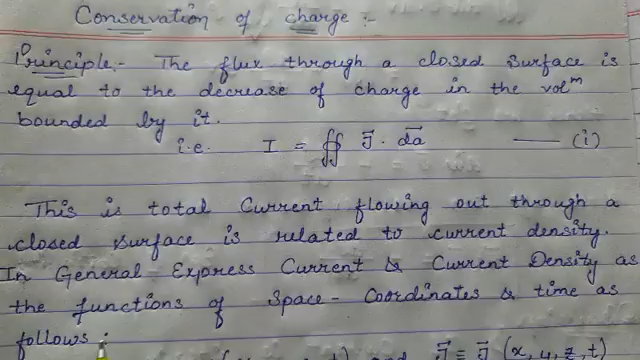 Conservation of charge :-
Principle:- The flux through a closed surface is
equal to the decrease of charge in the volᵐ
bounded by it.
i.e. I = ∯ J⃗ · da⃗ —— (i)
This is total Current flowing out through a
closed surface is related to current density.
In General Express Current & Current Density as
the functions of Space - Coordinates & time as
follows :
t) and J⃗ ≡ J⃗ (x, y, z, t)